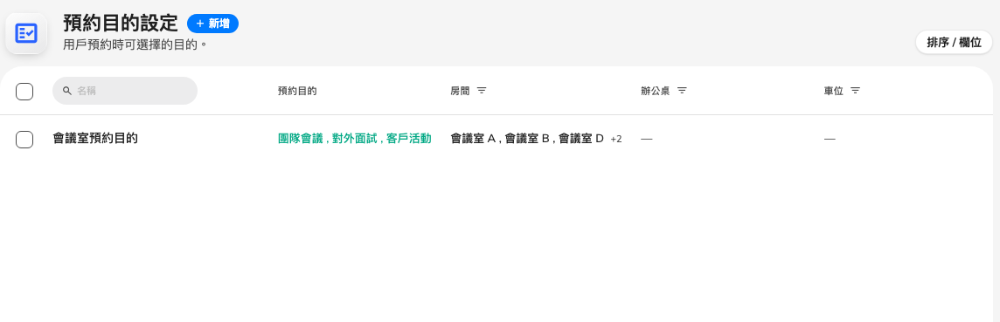 預約目的設定
+ 新增
用戶預約時可選擇的目的。
排序 / 欄位
名稱
預約目的
房間
辦公桌
車位
會議室預約目的
團隊會議 , 對外面試 , 客戶活動
會議室 A , 會議室 B , 會議室 D +2
—
—